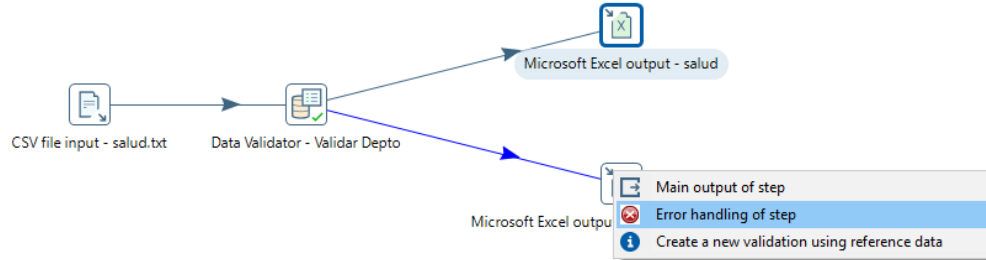 Microsoft Excel output - salud
CSV file input - salud.txt
Data Validator - Validar Depto
Microsoft Excel
Main output of step
Error handling of step
Create a new validation using reference data